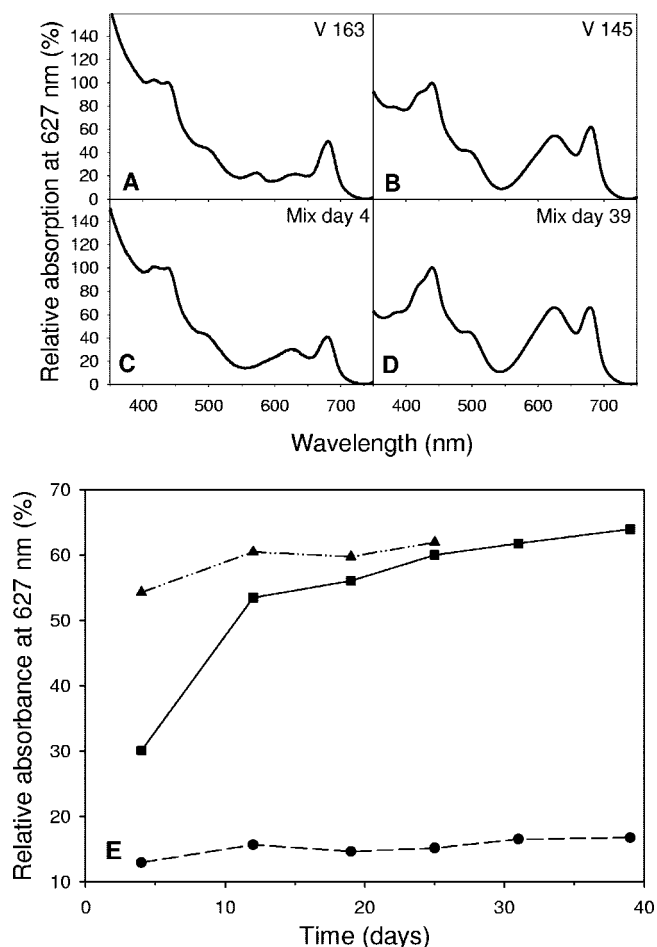 Relative absorption at 627 nm (%)
140
120
100
80
60
40
20
0
V 163
A
V 145
B
140
120
100
80
60
40
20
0
Mix day 4
C
Mix day 39
D
400 500 600 700 400 500 600 700
Wavelength (nm)
Relative absorbance at 627 nm (%)
70
60
50
40
30
20
10
E
0 10 20 30 40
Time (days)